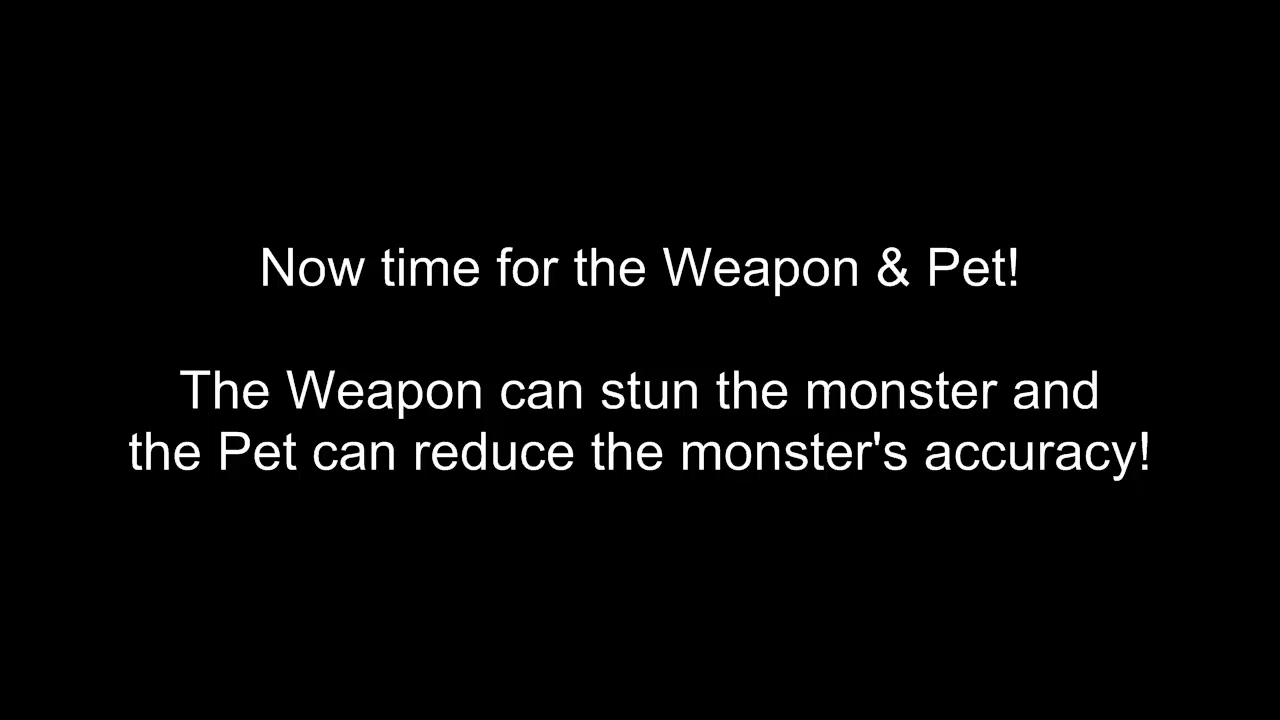 Now time for the Weapon & Pet!
The Weapon can stun the monster and
the Pet can reduce the monster's accuracy!